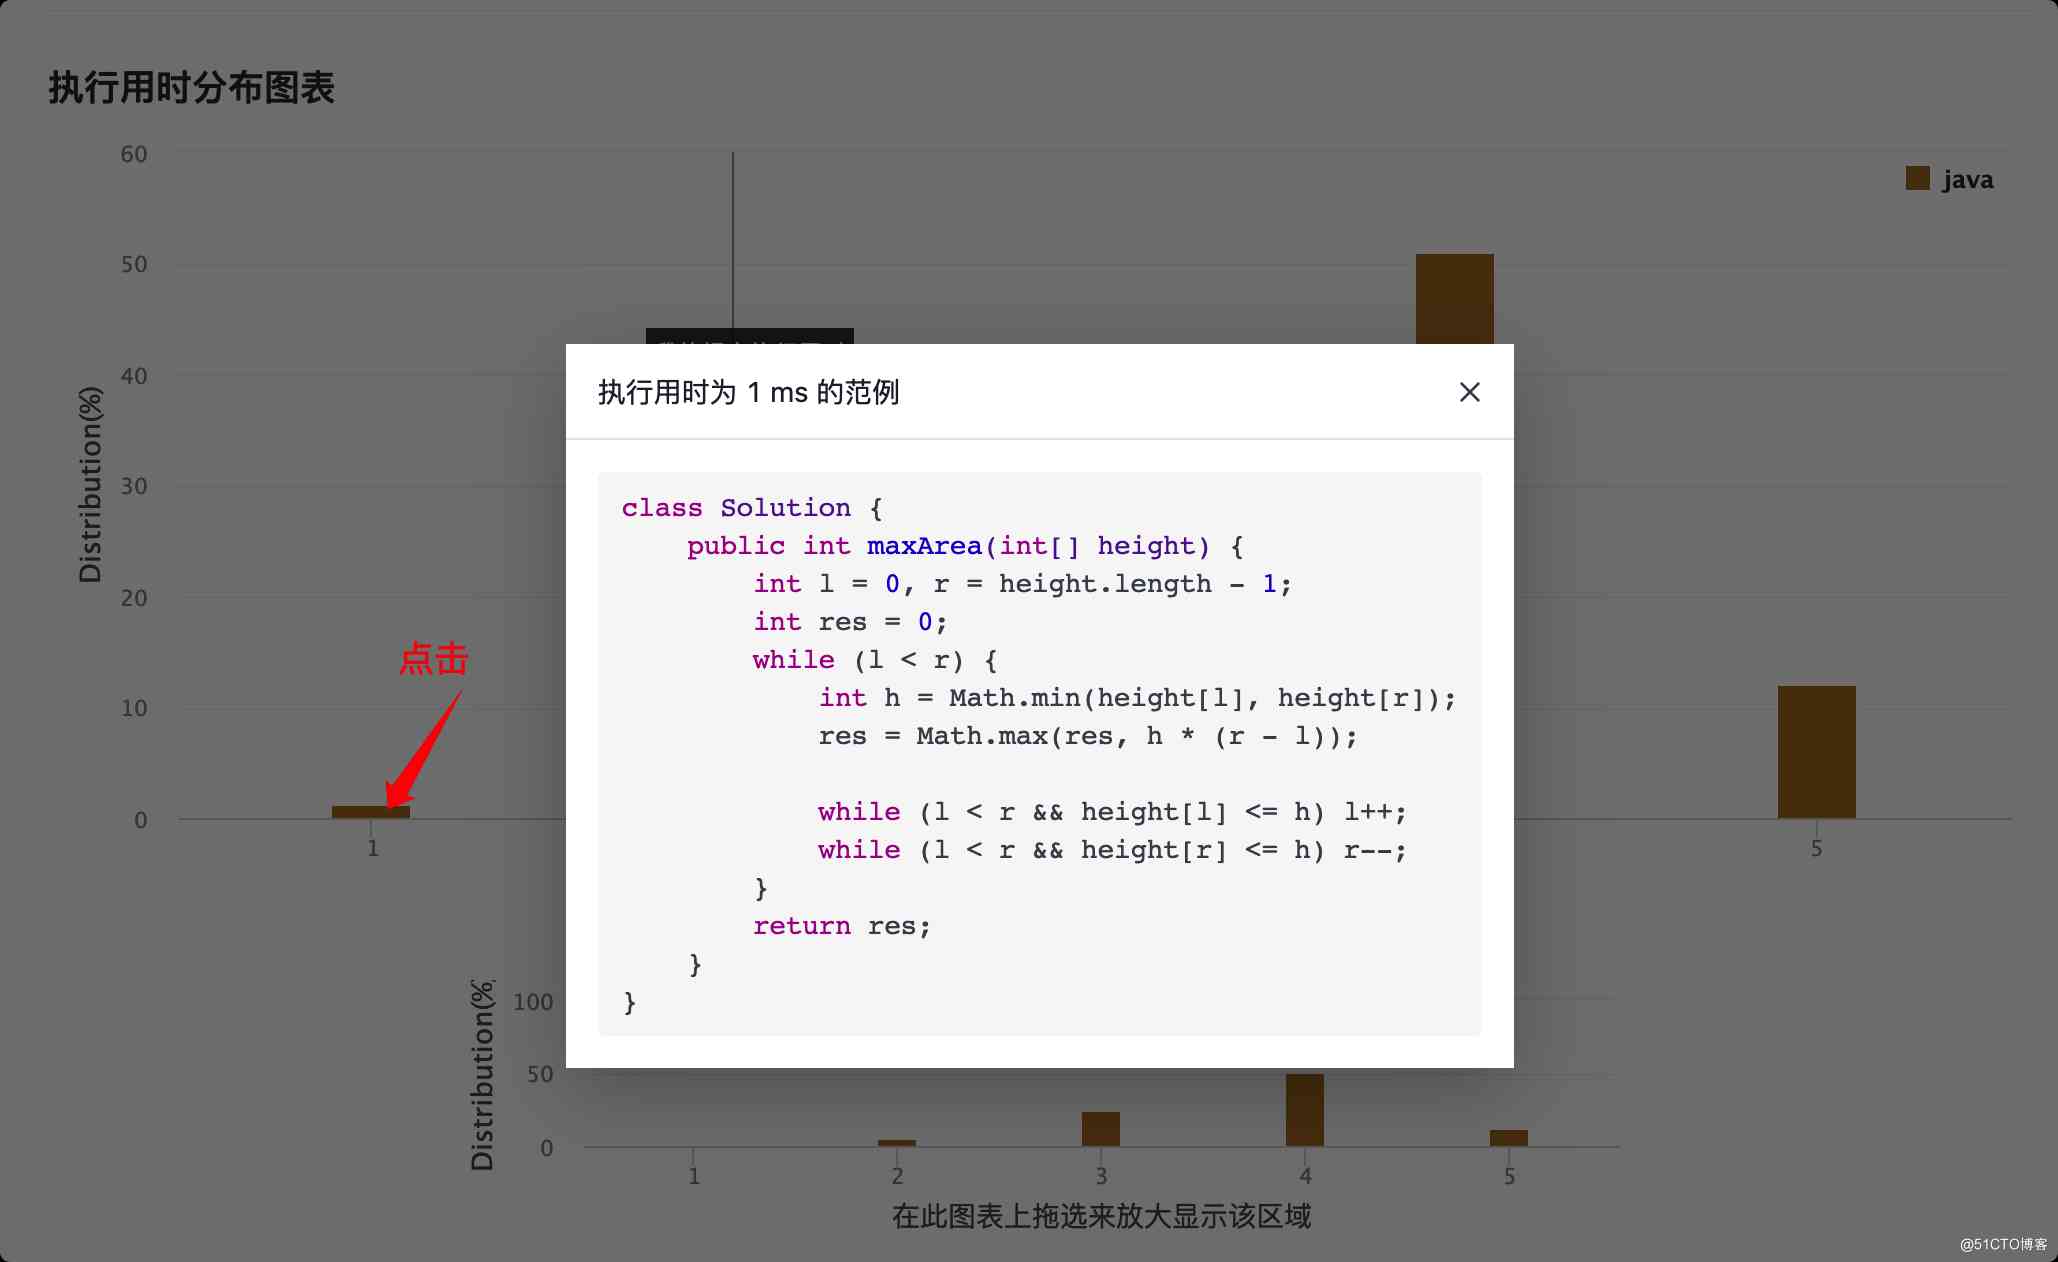 执行用时分布图表
60
java
50
40
30
20
10
0
Distribution(%)
1
5
点击
执行用时为 1 ms 的范例
class Solution {
    public int maxArea(int[] height) {
        int l = 0, r = height.length - 1;
        int res = 0;
        while (l < r) {
            int h = Math.min(height[l], height[r]);
            res = Math.max(res, h * (r - l));
            while (l < r && height[l] <= h) l++;
            while (l < r && height[r] <= h) r--;
        }
        return res;
    }
}
Distribution(%)
100
50
0
1 2 3 4 5
在此图表上拖选来放大显示该区域
@51CTO博客